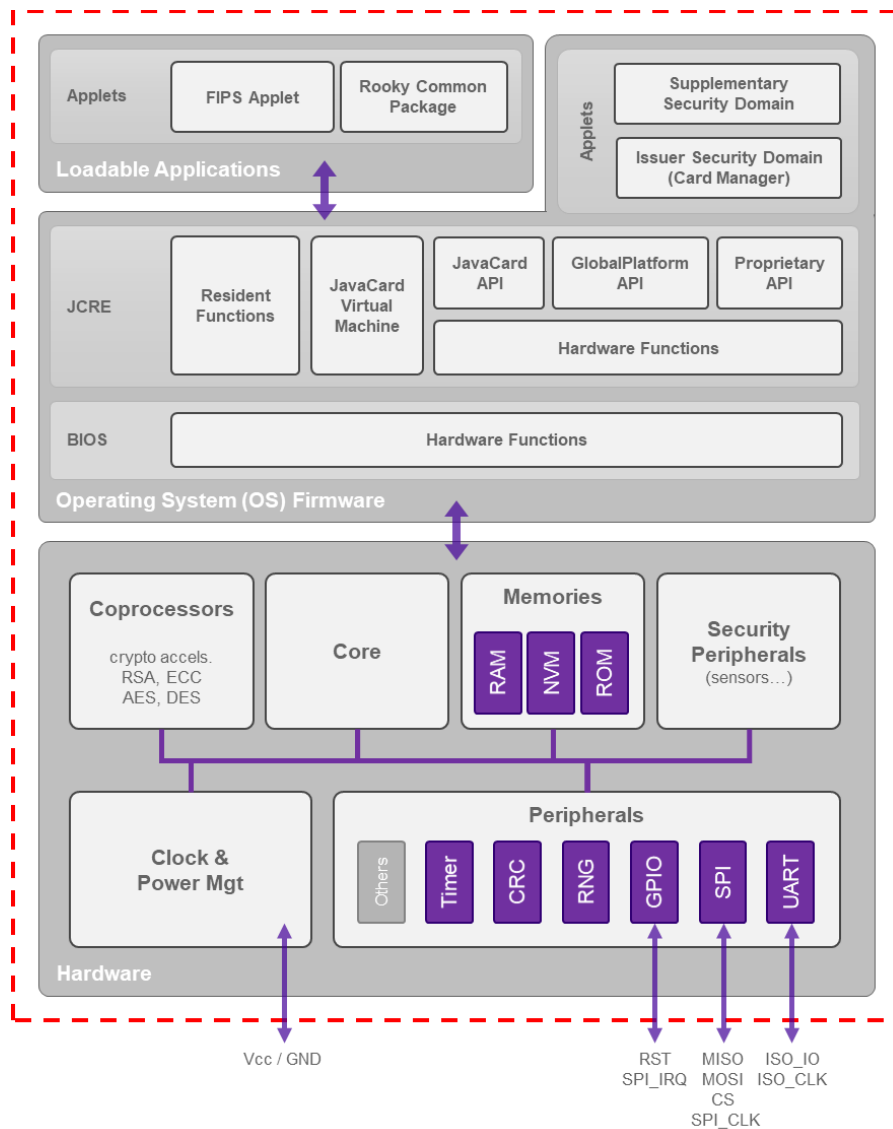 Applets
FIPS Applet
Rooky Common
Package
Loadable Applications
Applets
Supplementary
Security Domain
Issuer Security Domain
(Card Manager)
JCRE
Resident
Functions
JavaCard
Virtual
Machine
JavaCard
API
GlobalPlatform
API
Proprietary
API
Hardware Functions
BIOS
Hardware Functions
Operating System (OS) Firmware
Coprocessors
crypto accels.
RSA, ECC
AES, DES
Core
Memories
RAM
NVM
ROM
Security
Peripherals
(sensors...)
Clock &
Power Mgt
Peripherals
Others
Timer
CRC
RNG
GPIO
SPI
UART
Hardware
Vcc / GND
RST
SPI_IRQ
MISO
MOSI
CS
SPI_CLK
ISO_IO
ISO_CLK